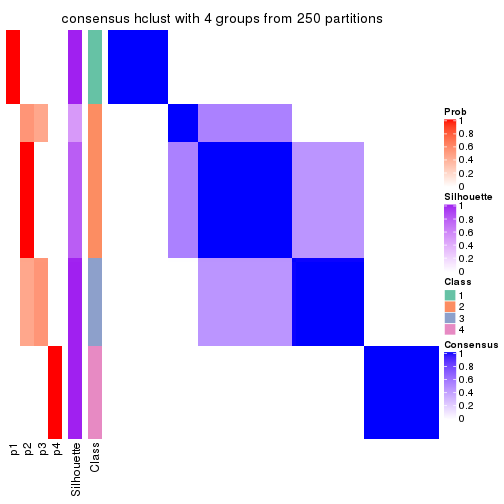 consensus hclust with 4 groups from 250 partitions
Prob
1
0.8
0.6
0.4
0.2
0
Silhouette
1
0.8
0.6
0.4
0.2
0
Class
1
2
3
4
Consensus
1
0.8
0.6
0.4
0.2
0
p1
p2
p3
p4
Silhouette
Class